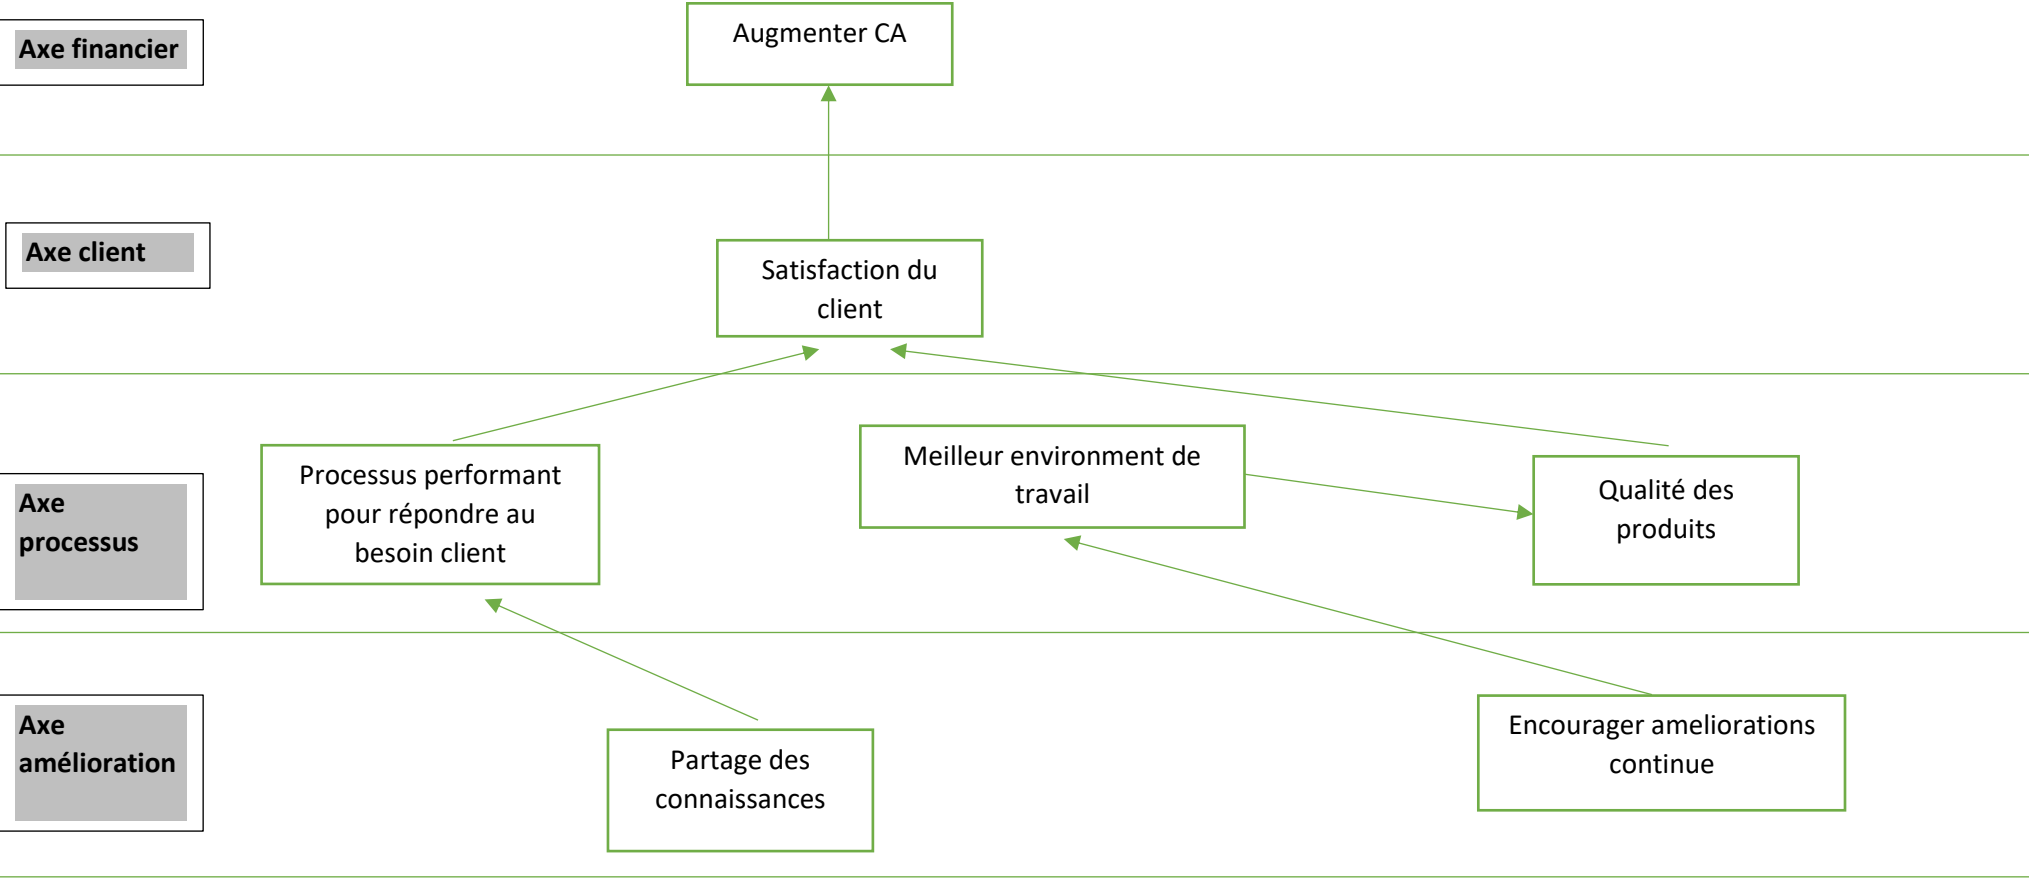 Axe financier
Augmenter CA
Axe client
Satisfaction du
client
Axe
processus
Processus performant
pour répondre au
besoin client
Meilleur environment de
travail
Qualité des
produits
Axe
amélioration
Partage des
connaissances
Encourager ameliorations
continue